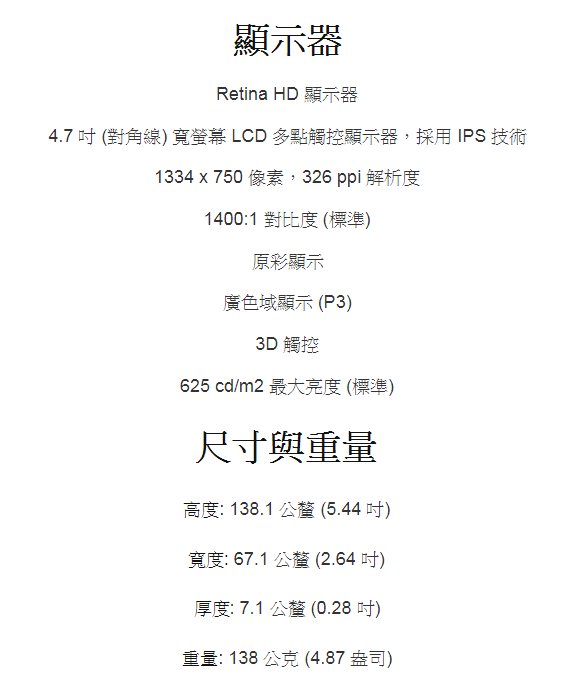 顯示器
Retina HD 顯示器
4.7 吋 (對角線) 寬螢幕 LCD 多點觸控顯示器，採用 IPS 技術
1334 x 750 像素，326 ppi 解析度
1400:1 對比度 (標準)
原彩顯示
廣色域顯示 (P3)
3D 觸控
625 cd/m2 最大亮度 (標準)
尺寸與重量
高度: 138.1 公釐 (5.44 吋)
寬度: 67.1 公釐 (2.64 吋)
厚度: 7.1 公釐 (0.28 吋)
重量: 138 公克 (4.87 盎司)